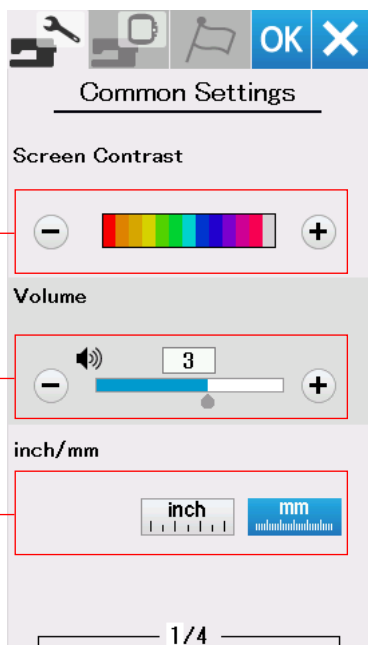 OK
Common Settings
Screen Contrast
Volume
3
inch/mm
inch
mm
1/4